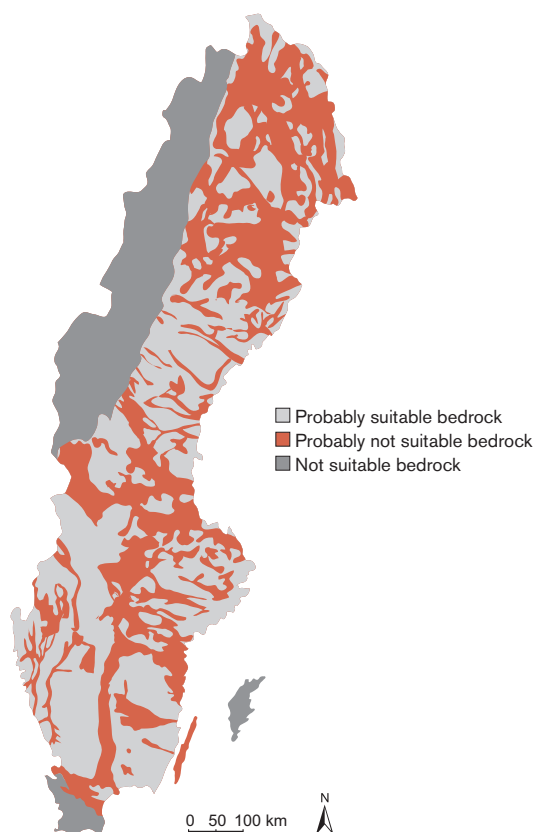 Probably suitable bedrock
Probably not suitable bedrock
Not suitable bedrock
N
0 50 100 km